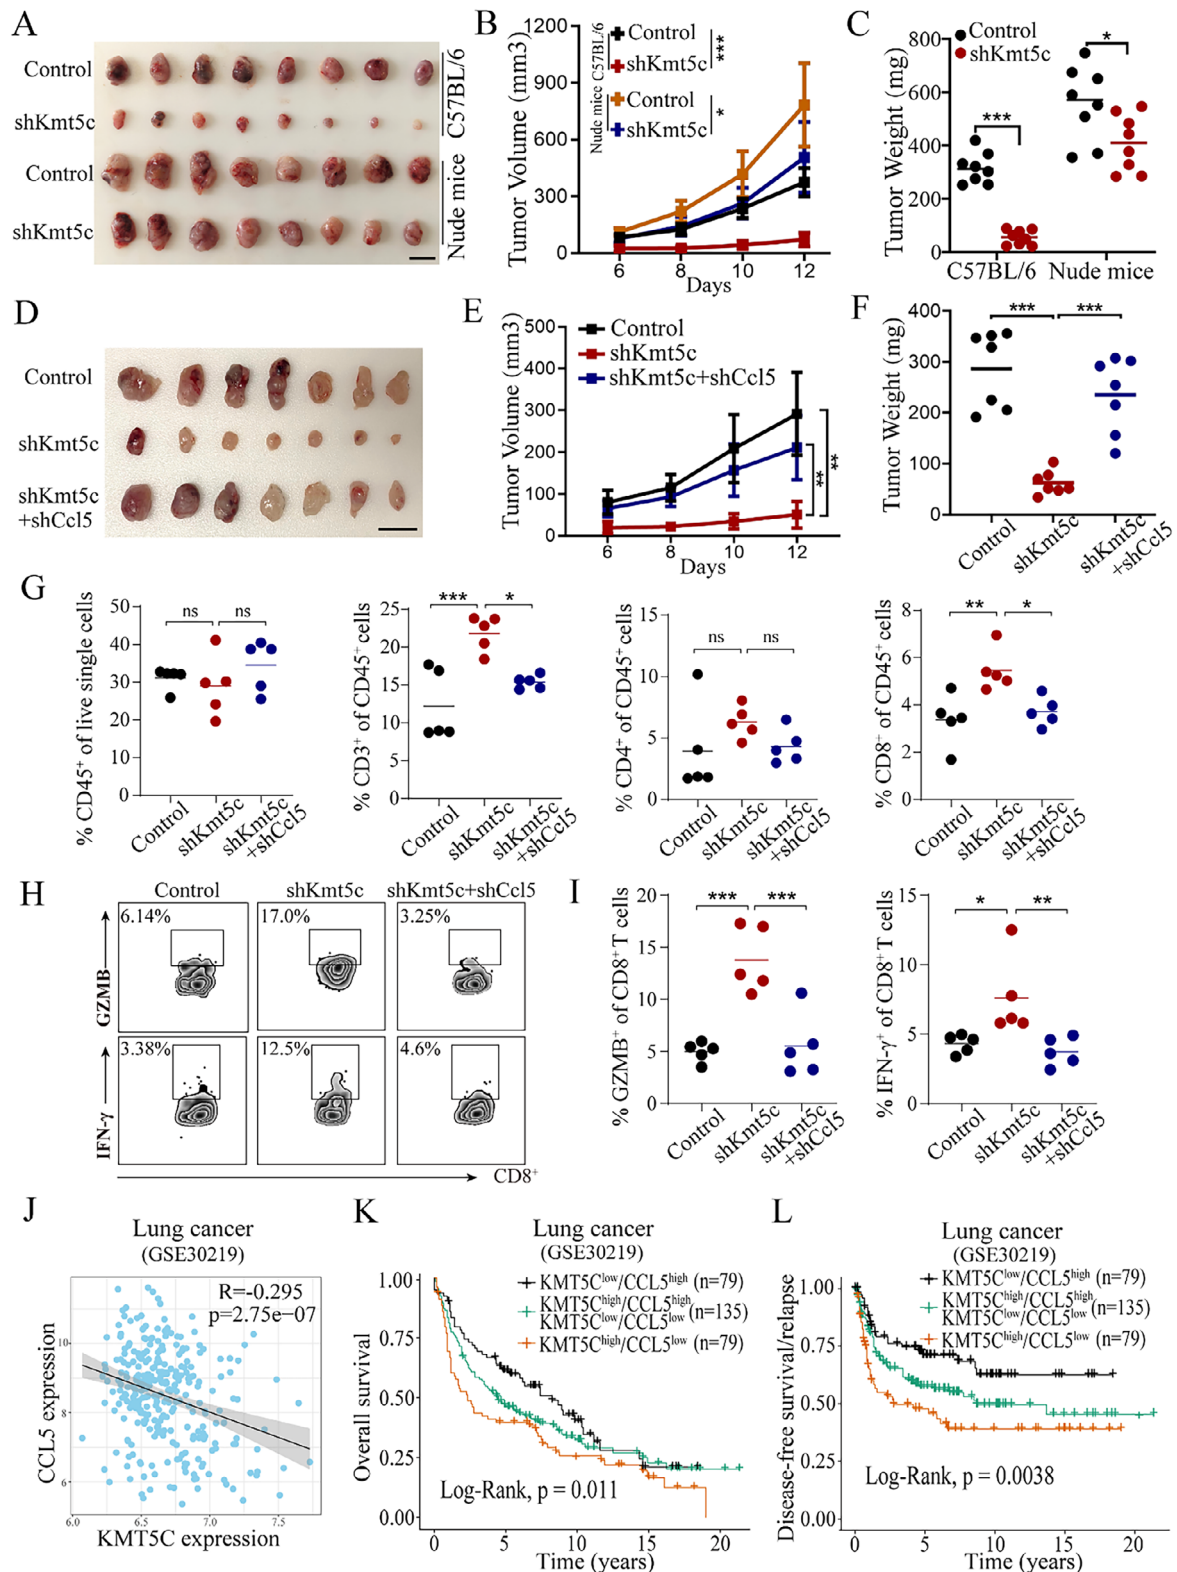 A
Control
shKmt5c
Control
shKmt5c
C57BL/6
Nude mice
B
Tumor Volume (mm3)
1200
900
600
300
0
6 8 10 12
Days
C57BL/6
Control
shKmt5c
***
Nude mice
Control
shKmt5c
*
C
Control
shKmt5c
Tumor Weight (mg)
800
600
400
200
0
***
*
C57BL/6 Nude mice
D
Control
shKmt5c
shKmt5c
+shCcl5
E
Tumor Volume (mm3)
500
400
300
200
100
0
6 8 10 12
Days
Control
shKmt5c
shKmt5c+shCcl5
**
**
F
Tumor Weight (mg)
400
300
200
100
0
*** ***
Control
shKmt5c
shKmt5c
+shCcl5
G
% CD45⁺ of live single cells
50
40
30
20
10
0
ns ns
Control
shKmt5c
shKmt5c
+shCcl5
% CD3⁺ of CD45⁺ cells
25
20
15
10
5
0
*** *
Control
shKmt5c
shKmt5c
+shCcl5
% CD4⁺ of CD45⁺ cells
15
10
5
0
ns ns
Control
shKmt5c
shKmt5c
+shCcl5
% CD8⁺ of CD45⁺ cells
8
6
4
2
0
** *
Control
shKmt5c
shKmt5c
+shCcl5
H
Control shKmt5c shKmt5c+shCcl5
GZMB
6.14% 17.0% 3.25%
IFN-γ
3.38% 12.5% 4.6%
CD8⁺
I
% GZMB⁺ of CD8⁺T cells
20
15
10
5
0
*** ***
Control
shKmt5c
shKmt5c
+shCcl5
% IFN-γ⁺ of CD8⁺T cells
15
10
5
0
* **
Control
shKmt5c
shKmt5c
+shCcl5
J
Lung cancer
(GSE30219)
R=-0.295
p=2.75e−07
CCL5 expression
10
8
6
6.0 6.5 7.0 7.5
KMT5C expression
K
Lung cancer
(GSE30219)
KMT5Cˡᵒʷ/CCL5ʰⁱᵍʰ (n=79)
KMT5Cʰⁱᵍʰ/CCL5ʰⁱᵍʰ
KMT5Cˡᵒʷ/CCL5ˡᵒʷ (n=135)
KMT5Cʰⁱᵍʰ/CCL5ˡᵒʷ (n=79)
Overall survival
1.00
0.75
0.50
0.25
0.00
Log-Rank, p = 0.011
0 5 10 15 20
Time (years)
L
Lung cancer
(GSE30219)
KMT5Cˡᵒʷ/CCL5ʰⁱᵍʰ (n=79)
KMT5Cʰⁱᵍʰ/CCL5ʰⁱᵍʰ
KMT5Cˡᵒʷ/CCL5ˡᵒʷ (n=135)
KMT5Cʰⁱᵍʰ/CCL5ˡᵒʷ (n=79)
Disease-free survival/relapse
1.00
0.75
0.50
0.25
0.00
Log-Rank, p = 0.0038
0 5 10 15 20
Time (years)